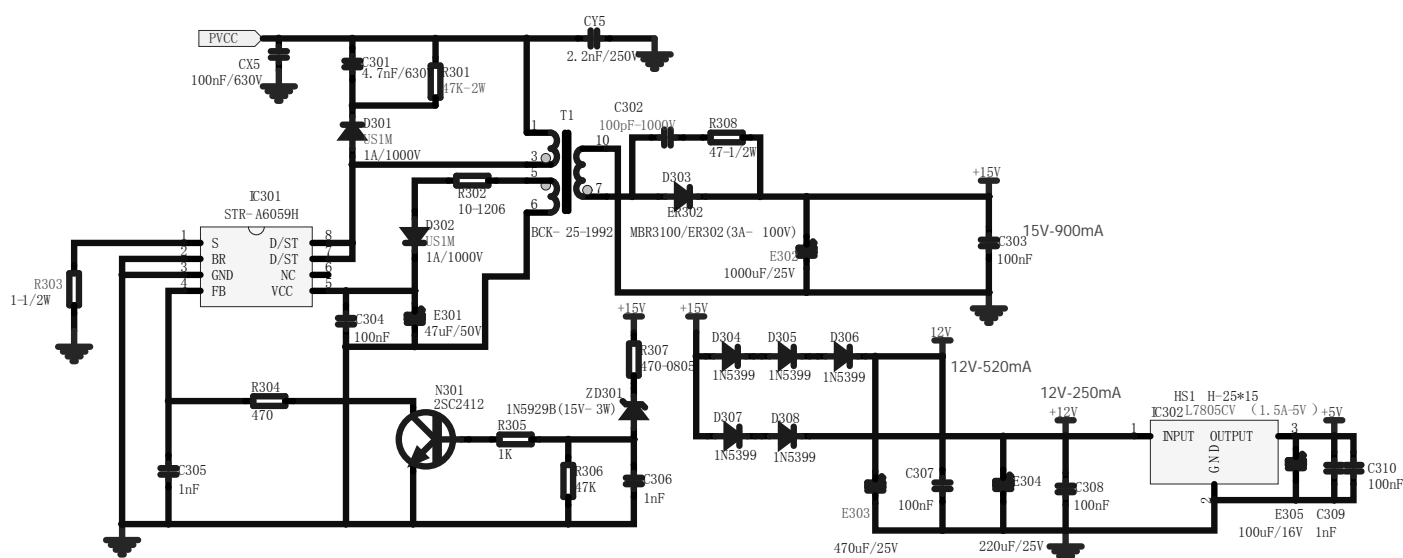 PVCC
CX5
100nF/630V
C301
4.7nF/630V
R301
47K-2W
CY5
2.2nF/250V
D301
US1M
1A/1000V
T1
1
3
5
6
10
7
BCK- 25-1992
C302
100pF-1000V
R308
47-1/2W
D303
ER302
MBR3100/ER302(3A- 100V)
E302
1000uF/25V
+15V
15V-900mA
C303
100nF
R302
10-1206
D302
US1M
1A/1000V
IC301
STR-A6059H
1
2
3
4
S
BR
GND
FB
D/ST
D/ST
NC
VCC
8
7
6
5
R303
1-1/2W
C304
100nF
E301
47uF/50V
+15V
R307
470-0805
ZD301
1N5929B(15V-3W)
R304
470
N301
2SC2412
R305
1K
R306
47K
C306
1nF
C305
1nF
+15V
D304
1N5399
D305
1N5399
D306
1N5399
12V
12V-520mA
D307
1N5399
D308
1N5399
12V-250mA
+12V
E303
470uF/25V
C307
100nF
E304
220uF/25V
C308
100nF
HS1 H-25*15
IC302
L7805CV （1.5A-5V）
1
INPUT OUTPUT
GND
2
3
+5V
E305
100uF/16V
C309
1nF
C310
100nF